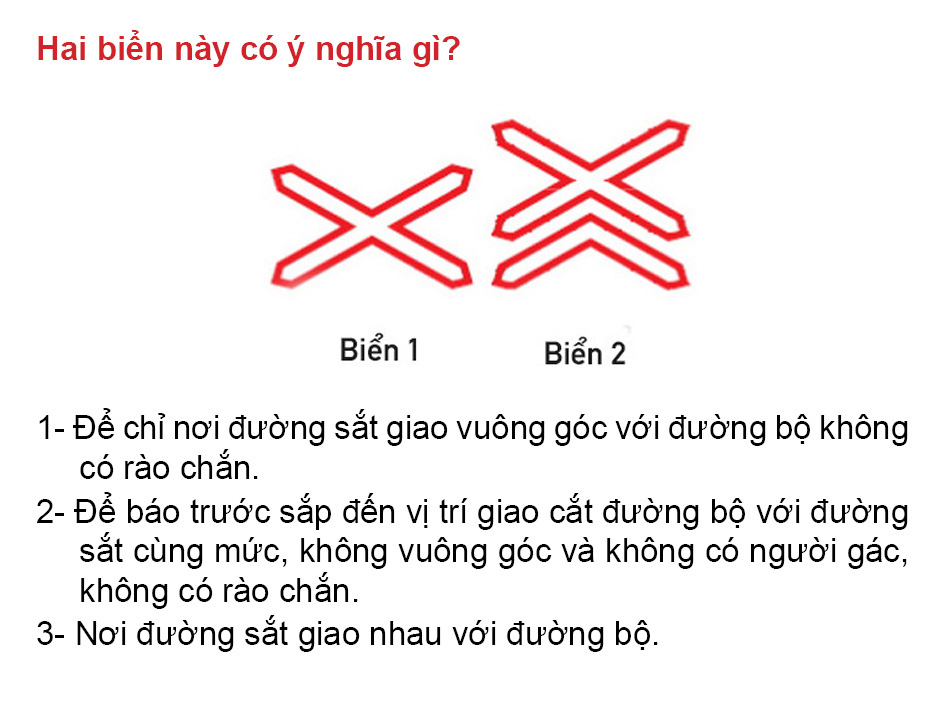 Hai biển này có ý nghĩa gì?
Biển 1
Biển 2
1- Để chỉ nơi đường sắt giao vuông góc với đường bộ không
có rào chắn.
2- Để báo trước sắp đến vị trí giao cắt đường bộ với đường
sắt cùng mức, không vuông góc và không có người gác,
không có rào chắn.
3- Nơi đường sắt giao nhau với đường bộ.